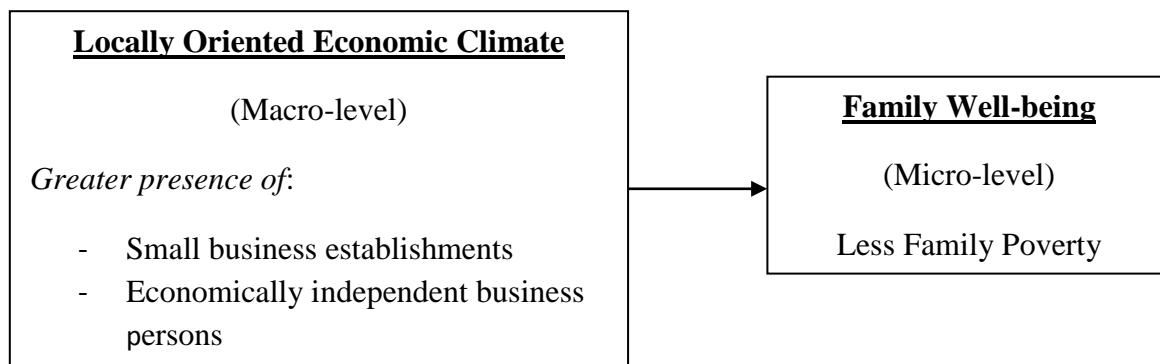 Locally Oriented Economic Climate
(Macro-level)
Greater presence of:
- Small business establishments
- Economically independent business
persons
Family Well-being
(Micro-level)
Less Family Poverty